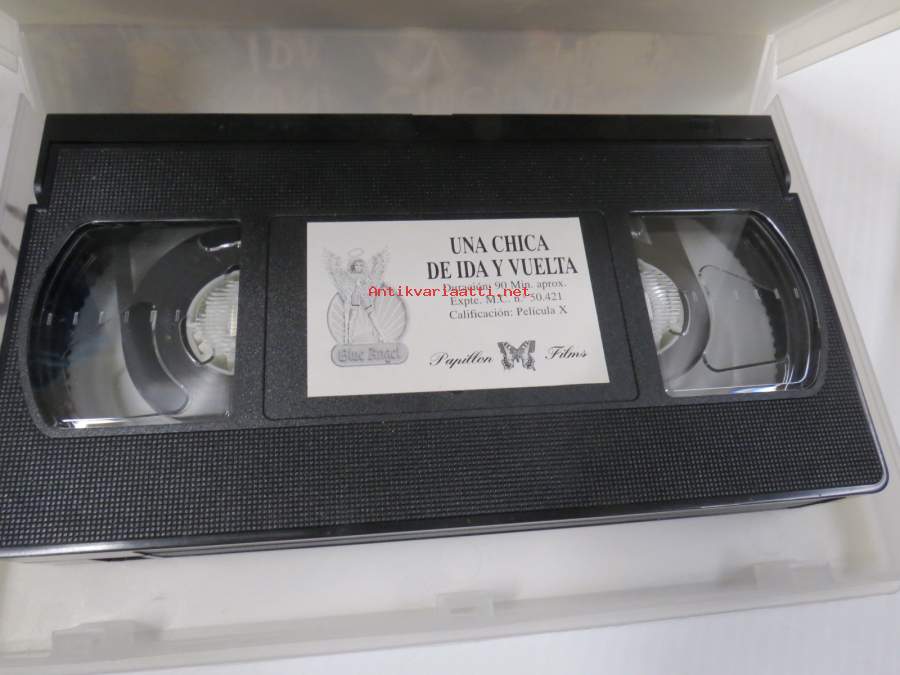 UNA CHICA
DE IDA Y VUELTA
Duración: 90 Min. aprox.
Expte. M.C. n.º 50.421
Calificación: Película X
Antikvariaatti.net
Blue Angel
Papillon Films